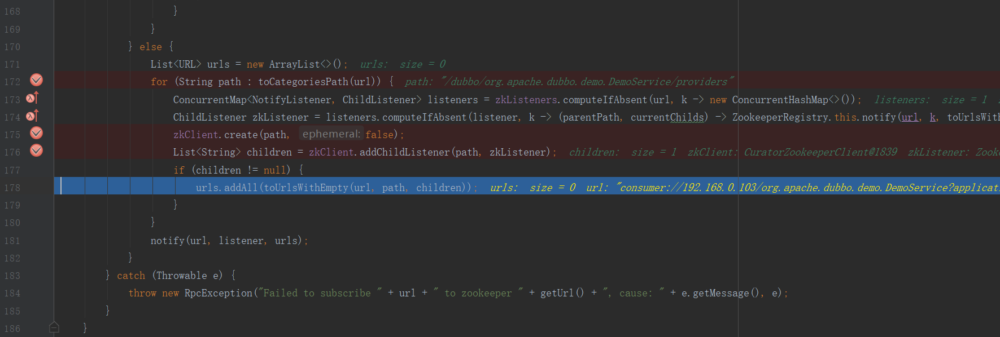 168 }
169 }
170 } else {
171 List<URL> urls = new ArrayList<>(); urls: size = 0
172 for (String path : toCategoriesPath(url)) { path: "/dubbo/org.apache.dubbo.demo.DemoService/providers"
173 ConcurrentMap<NotifyListener, ChildListener> listeners = zkListeners.computeIfAbsent(url, k -> new ConcurrentHashMap<>()); listeners: size = 1
174 ChildListener zkListener = listeners.computeIfAbsent(listener, k -> (parentPath, currentChilds) -> ZookeeperRegistry.this.notify(url, k, toUrlsWith
175 zkClient.create(path, ephemeral: false);
176 List<String> children = zkClient.addChildListener(path, zkListener); children: size = 1 zkClient: CuratorZookeeperClient@1839 zkListener: Zook
177 if (children != null) {
178 urls.addAll(toUrlsWithEmpty(url, path, children)); urls: size = 0 url: "consumer://192.168.0.103/org.apache.dubbo.demo.DemoService?applicat
179 }
180 }
181 notify(url, listener, urls);
182 }
183 } catch (Throwable e) {
184 throw new RpcException("Failed to subscribe " + url + " to zookeeper " + getUrl() + ", cause: " + e.getMessage(), e);
185 }
186 }